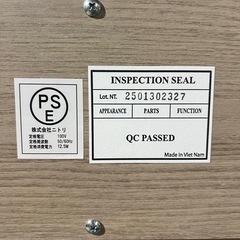 PS
E
株式会社ニトリ
定格電圧 100V
定格周波数 50/60Hz
定格消費電力 12.5W
INSPECTION SEAL
Lot. NT. 2501302327
APPEARANCE PARTS FUNCTION
QC PASSED
Made in Viet Nam